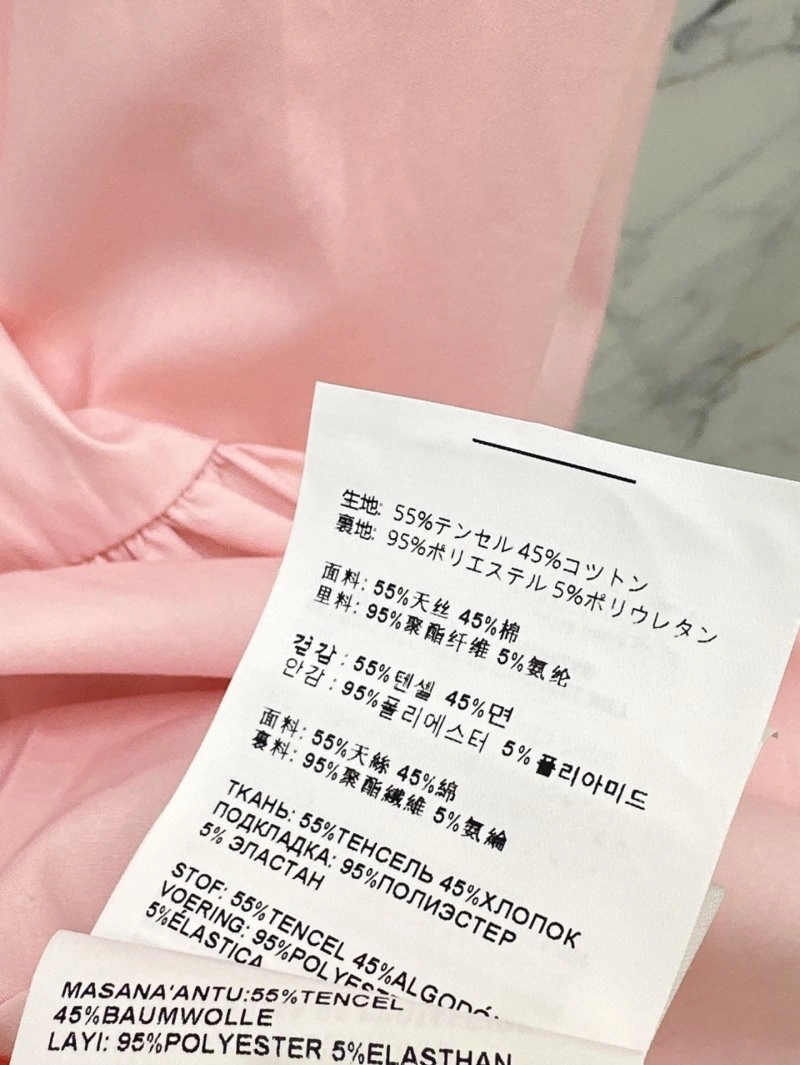 生地: 55%テンセル 45%コットン
裏地: 95%ポリエステル 5%ポリウレタン
面料: 55%天丝 45%棉
里料: 95%聚酯纤维 5%氨纶
겉감 : 55%텐셀 45%면
안감 : 95%폴리에스터 5%폴리아미드
面料: 55%天絲 45%綿
裏料: 95%聚酯纖維 5%氨綸
ТКАНЬ: 55%ТЕНСЕЛЬ 45%ХЛОПОК
ПОДКЛАДКА: 95%ПОЛИЭСТЕР
5% ЭЛАСТАН
STOF: 55%TENCEL 45%ALGODÓ
VOERING: 95%POLYES
5%ÉLASTICA
MASANA'ANTU:55%TENCEL
45%BAUMWOLLE
LAYI: 95%POLYESTER 5%ELASTHAN